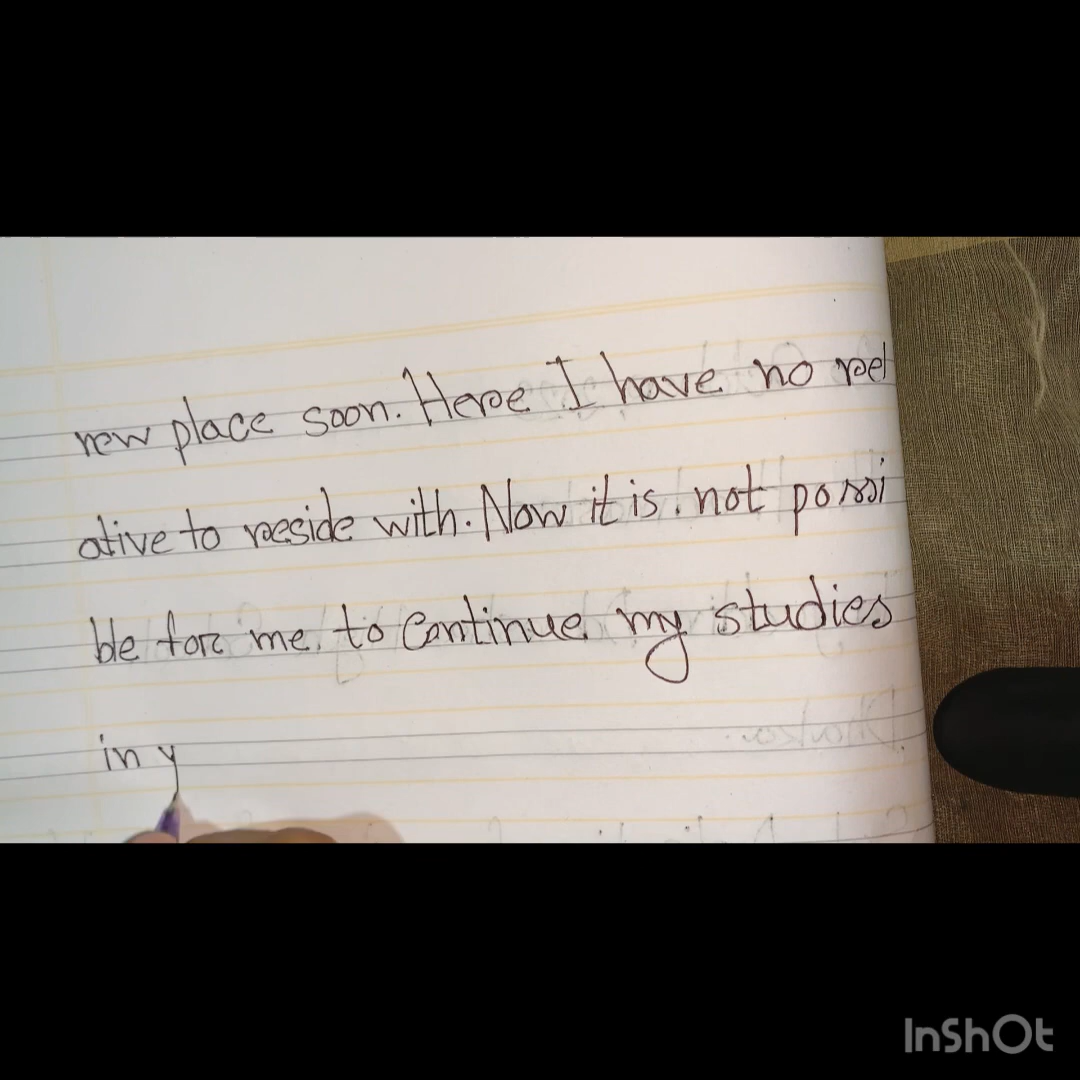 new place soon. Here I have no rel
ative to reside with. Now it is not possi
ble for me to Continue my studies
in y
InShOt